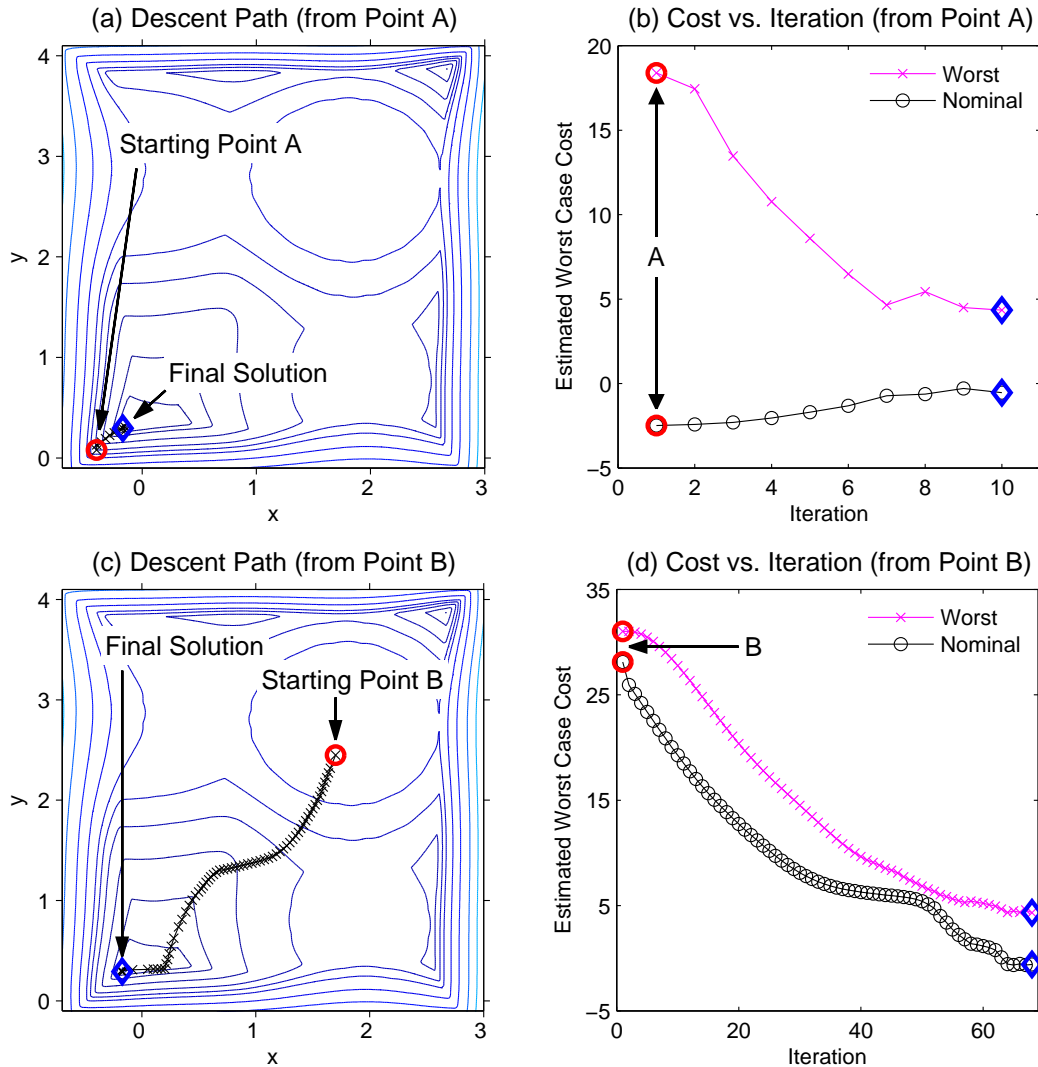 (a) Descent Path (from Point A)
4
3
2
1
0
y
0
1
2
3
x
Starting Point A
Final Solution
(b) Cost vs. Iteration (from Point A)
20
15
10
5
0
−5
Estimated Worst Case Cost
0
2
4
6
8
10
Iteration
Worst
Nominal
A
(c) Descent Path (from Point B)
4
3
2
1
0
y
0
1
2
3
x
Final Solution
Starting Point B
(d) Cost vs. Iteration (from Point B)
35
25
15
5
−5
Estimated Worst Case Cost
0
20
40
60
Iteration
Worst
Nominal
B